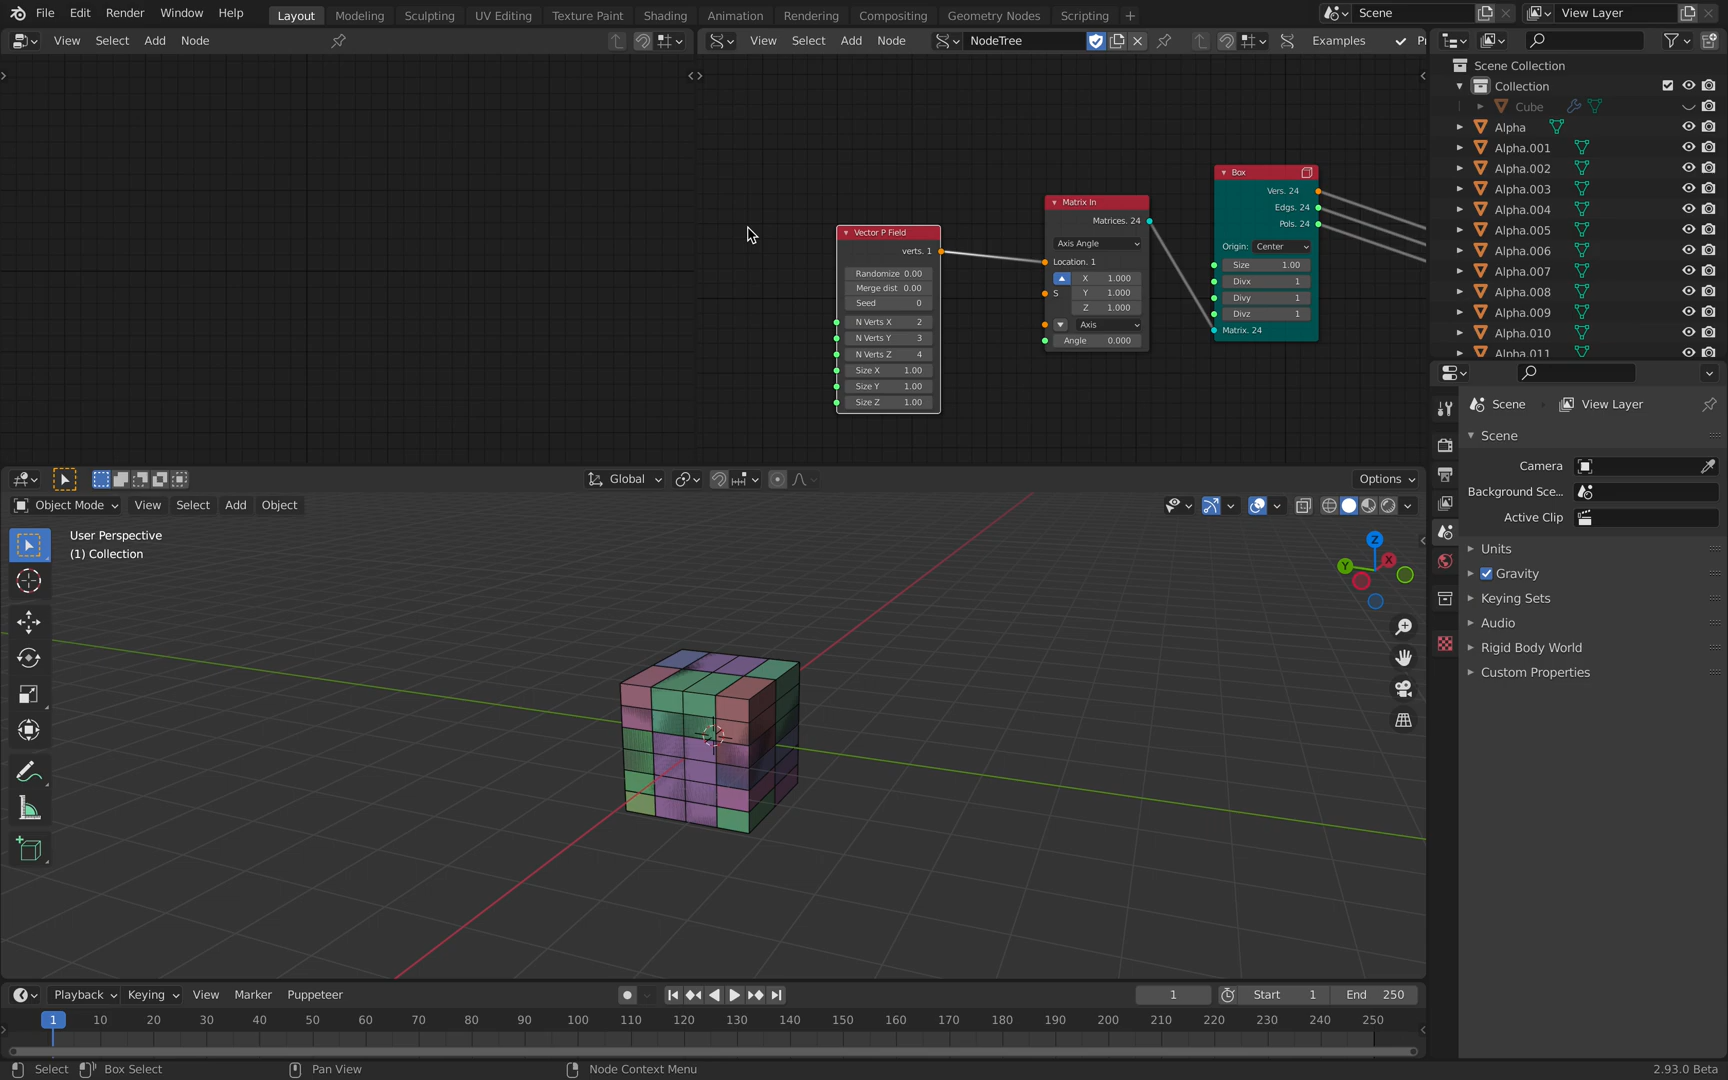 File Edit Render Window Help Layout Modeling Sculpting UV Editing Texture Paint Shading Animation Rendering Compositing Geometry Nodes Scripting + Scene View Layer
View Select Add Node View Select Add Node NodeTree Examples
Scene Collection
Collection
Cube
Alpha
Alpha.001
Alpha.002
Alpha.003
Alpha.004
Alpha.005
Alpha.006
Alpha.007
Alpha.008
Alpha.009
Alpha.010
Alpha.011
Vector P Field
verts. 1
Randomize 0.00
Merge dist 0.00
Seed 0
N Verts X 2
N Verts Y 3
N Verts Z 4
Size X 1.00
Size Y 1.00
Size Z 1.00
Matrix In
Matrices. 24
Axis Angle
Location. 1
X 1.000
S Y 1.000
Z 1.000
Axis
Angle 0.000
Box
Vers. 24
Edgs. 24
Pols. 24
Origin: Center
Size 1.00
Divx 1
Divy 1
Divz 1
Matrix. 24
Scene View Layer
Scene
Camera
Background Sce...
Active Clip
Units
Gravity
Keying Sets
Audio
Rigid Body World
Custom Properties
Global Options
Object Mode View Select Add Object
User Perspective
(1) Collection
Z
Y
X
Playback Keying View Marker Puppeteer 1 Start 1 End 250
1 10 20 30 40 50 60 70 80 90 100 110 120 130 140 150 160 170 180 190 200 210 220 230 240 250
Select Box Select Pan View Node Context Menu 2.93.0 Beta